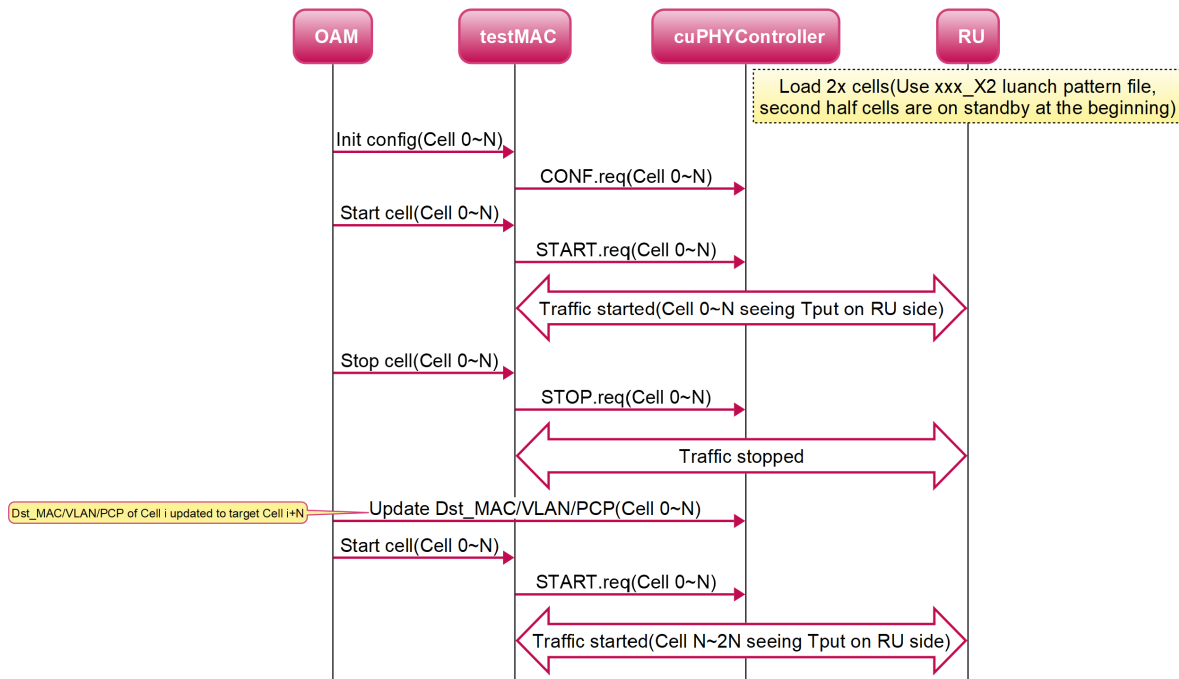 OAM
testMAC
cuPHYController
RU
Load 2x cells(Use xxx_X2 luanch pattern file,
second half cells are on standby at the beginning)
Init config(Cell 0~N)
CONF.req(Cell 0~N)
Start cell(Cell 0~N)
START.req(Cell 0~N)
Traffic started(Cell 0~N seeing Tput on RU side)
Stop cell(Cell 0~N)
STOP.req(Cell 0~N)
Traffic stopped
Dst_MAC/VLAN/PCP of Cell i updated to target Cell i+N
Update Dst_MAC/VLAN/PCP(Cell 0~N)
Start cell(Cell 0~N)
START.req(Cell 0~N)
Traffic started(Cell N~2N seeing Tput on RU side)